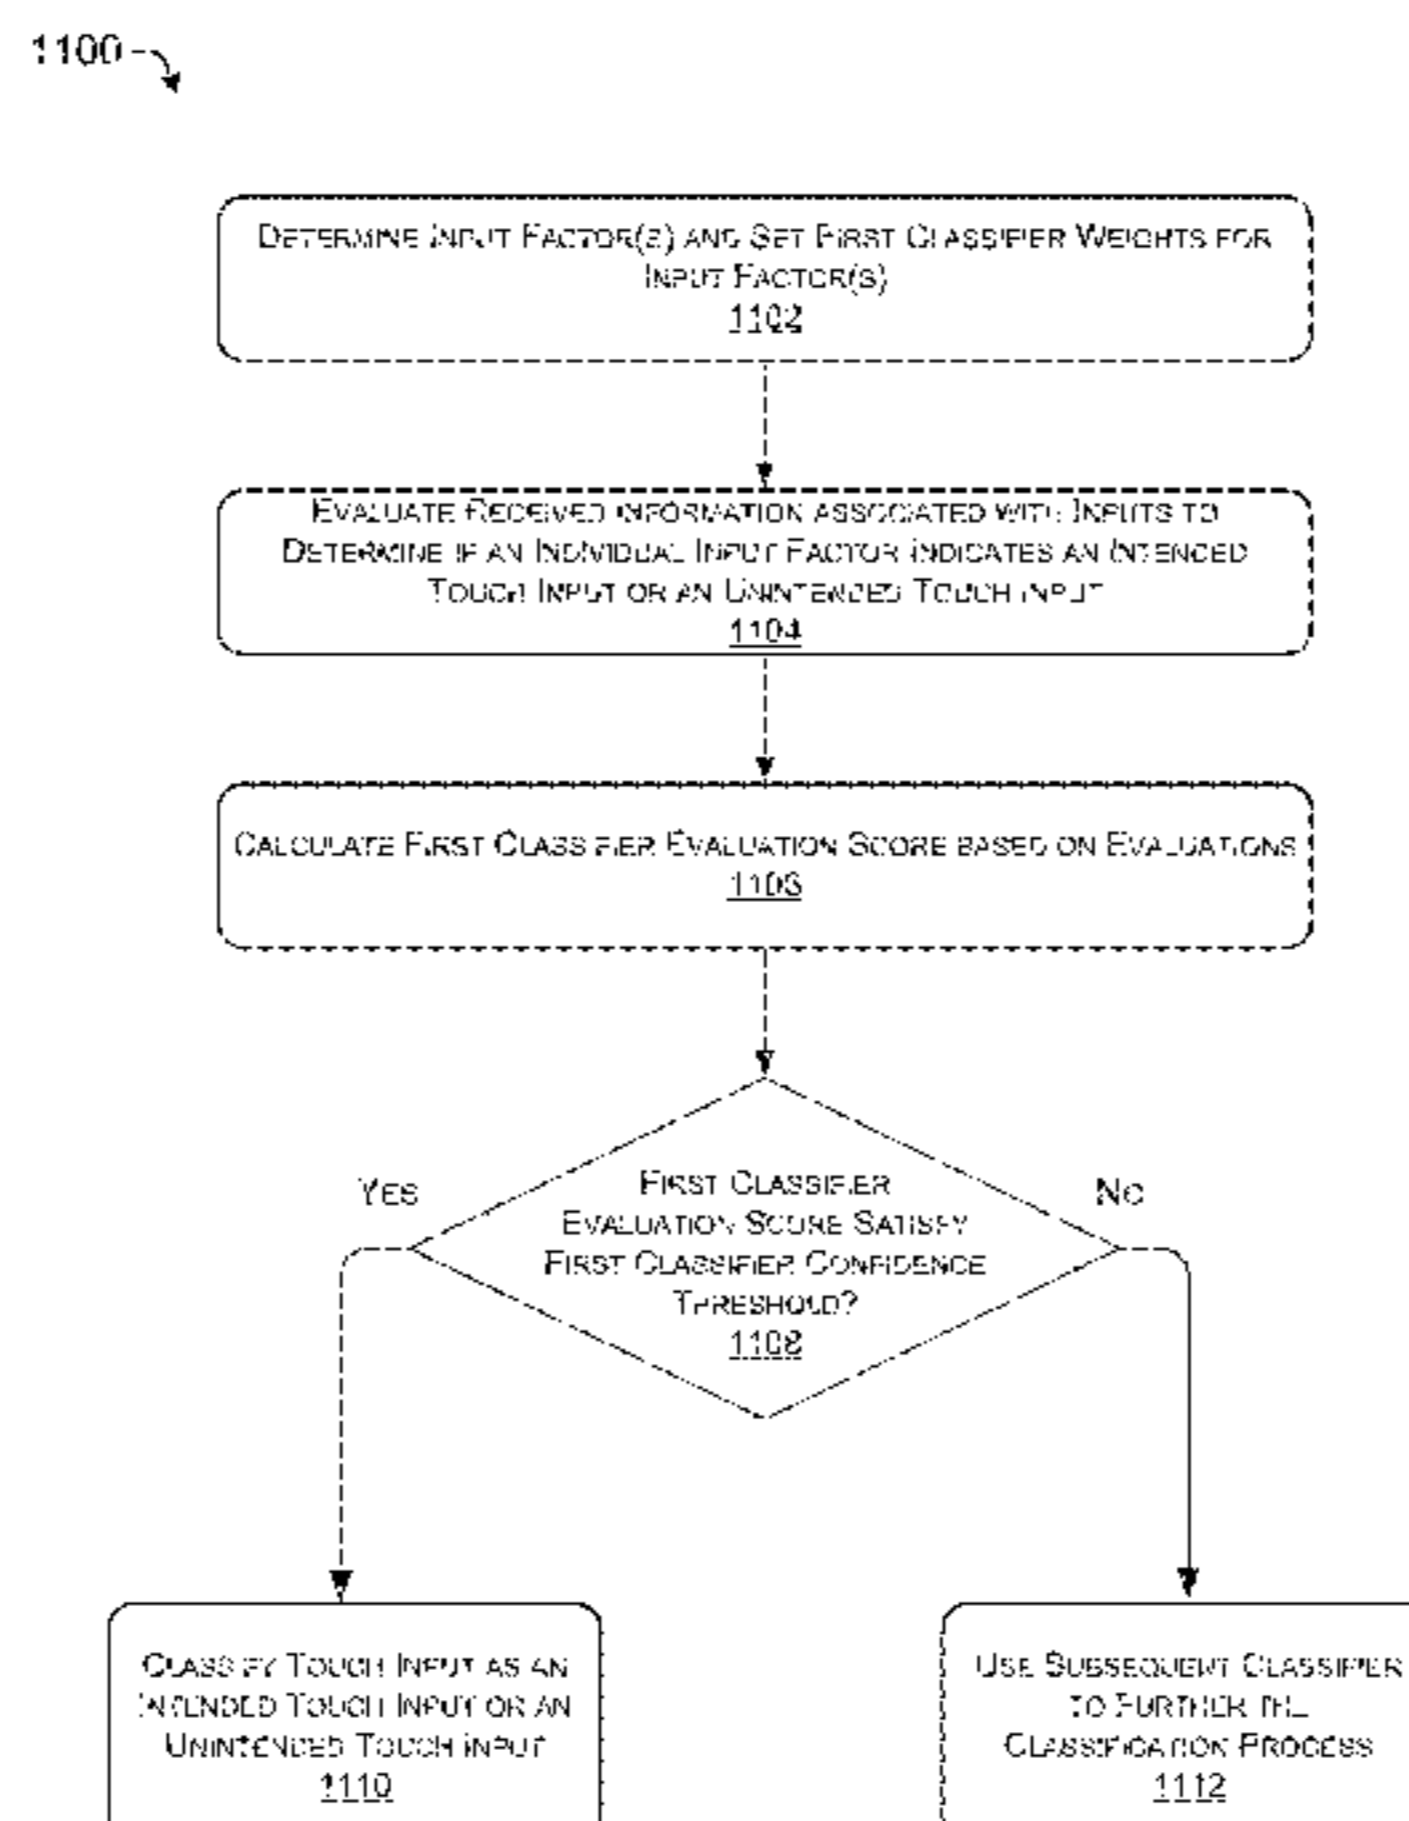 1100
DETERMINE INPUT FACTOR(S) AND SET FIRST CLASSIFIER WEIGHTS FOR
INPUT FACTOR(S)
1102
EVALUATE RECEIVED INFORMATION ASSOCIATED WITH INPUTS TO
DETERMINE IF AN INDIVIDUAL INPUT FACTOR INDICATES AN INTENDED
TOUCH INPUT OR AN UNINTENDED TOUCH INPUT
1104
CALCULATE FIRST CLASSIFIER EVALUATION SCORE BASED ON EVALUATIONS
1106
YES
NO
FIRST CLASSIFIER
EVALUATION SCORE SATISFY
FIRST CLASSIFIER CONFIDENCE
THRESHOLD?
1108
CLASSIFY TOUCH INPUT AS AN
INTENDED TOUCH INPUT OR AN
UNINTENDED TOUCH INPUT
1110
USE SUBSEQUENT CLASSIFIER
TO FURTHER THE
CLASSIFICATION PROCESS
1112